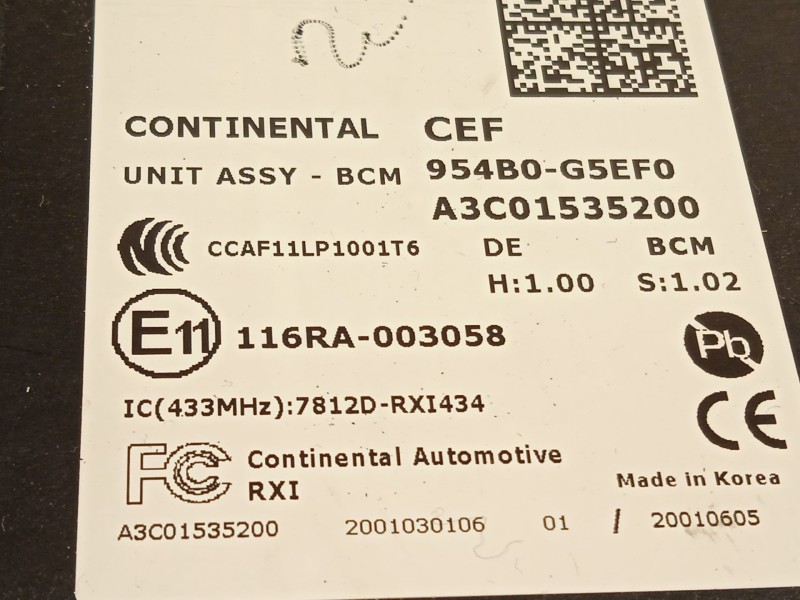 CONTINENTAL CEF
UNIT ASSY - BCM 954B0-G5EF0
A3C01535200
CCAF11LP1001T6 DE BCM
H:1.00 S:1.02
E11 116RA-003058 Pb
IC(433MHz):7812D-RXI434
CE
FC Continental Automotive
RXI
Made in Korea
A3C01535200 2001030106 01 / 20010605